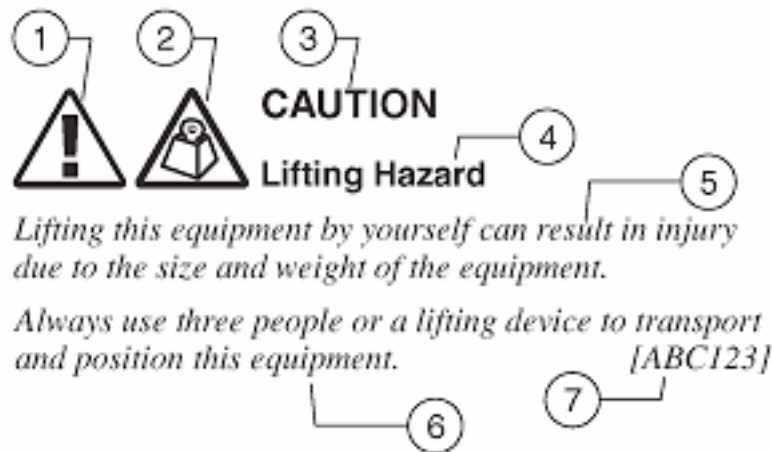 1 2 3
CAUTION
4
Lifting Hazard
5
Lifting this equipment by yourself can result in injury
due to the size and weight of the equipment.
Always use three people or a lifting device to transport
and position this equipment. [ABC123]
6 7